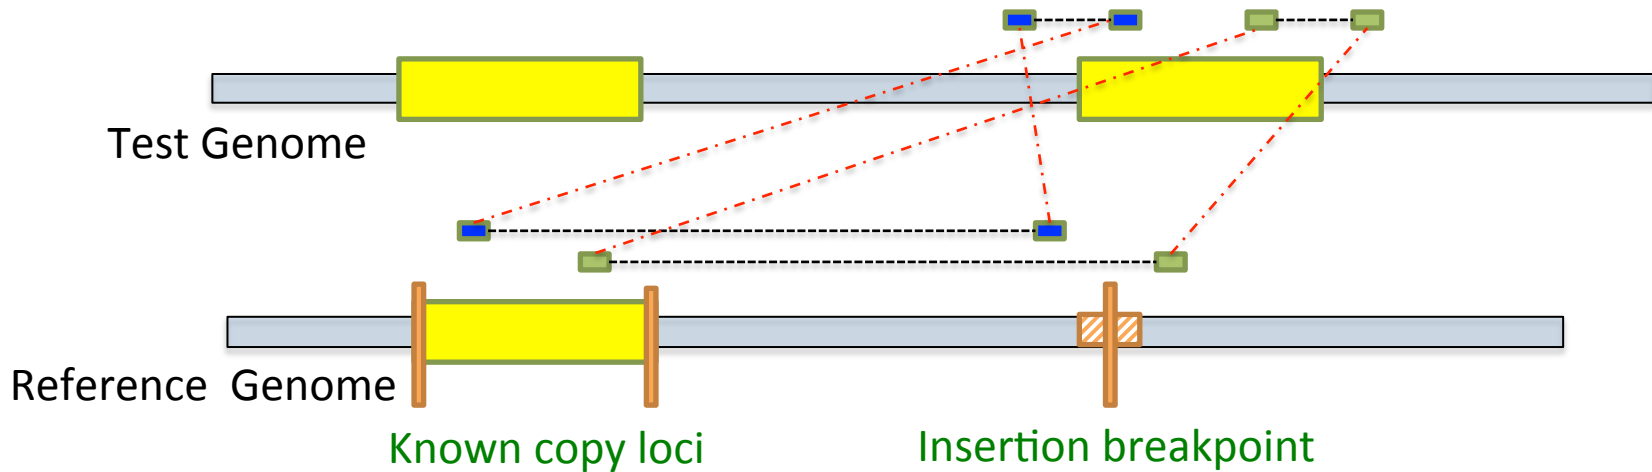 Test Genome
Reference Genome
Known copy loci
Insertion breakpoint